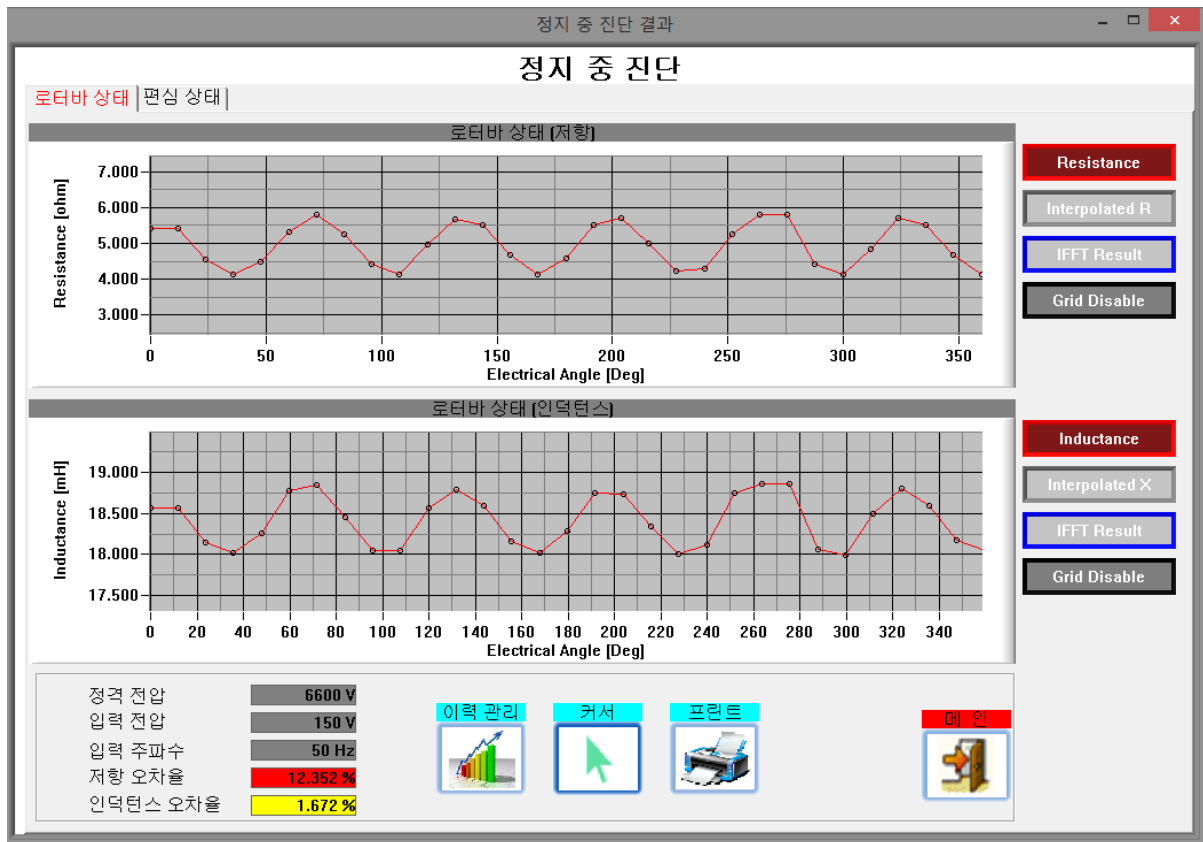 정지 중 진단 결과
정지 중 진단
로터바 상태 편심 상태
로터바 상태 (저항)
7.000
6.000
5.000
4.000
3.000
Resistance [ohm]
0 50 100 150 200 250 300 350
Electrical Angle [Deg]
Resistance
Interpolated R
IFFT Result
Grid Disable
로터바 상태 (인덕턴스)
19.000
18.500
18.000
17.500
Inductance [mH]
0 20 40 60 80 100 120 140 160 180 200 220 240 260 280 300 320 340
Electrical Angle [Deg]
Inductance
Interpolated X
IFFT Result
Grid Disable
정격 전압 6600 V
입력 전압 150 V
입력 주파수 50 Hz
저항 오차율 12.352 %
인덕턴스 오차율 1.672 %
이력 관리
커서
프린트
메 인